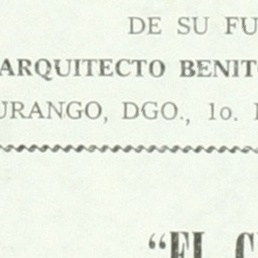 DE SU FU
ARQUITECTO BENIT
URANGO, DGO., 1o.
"EL